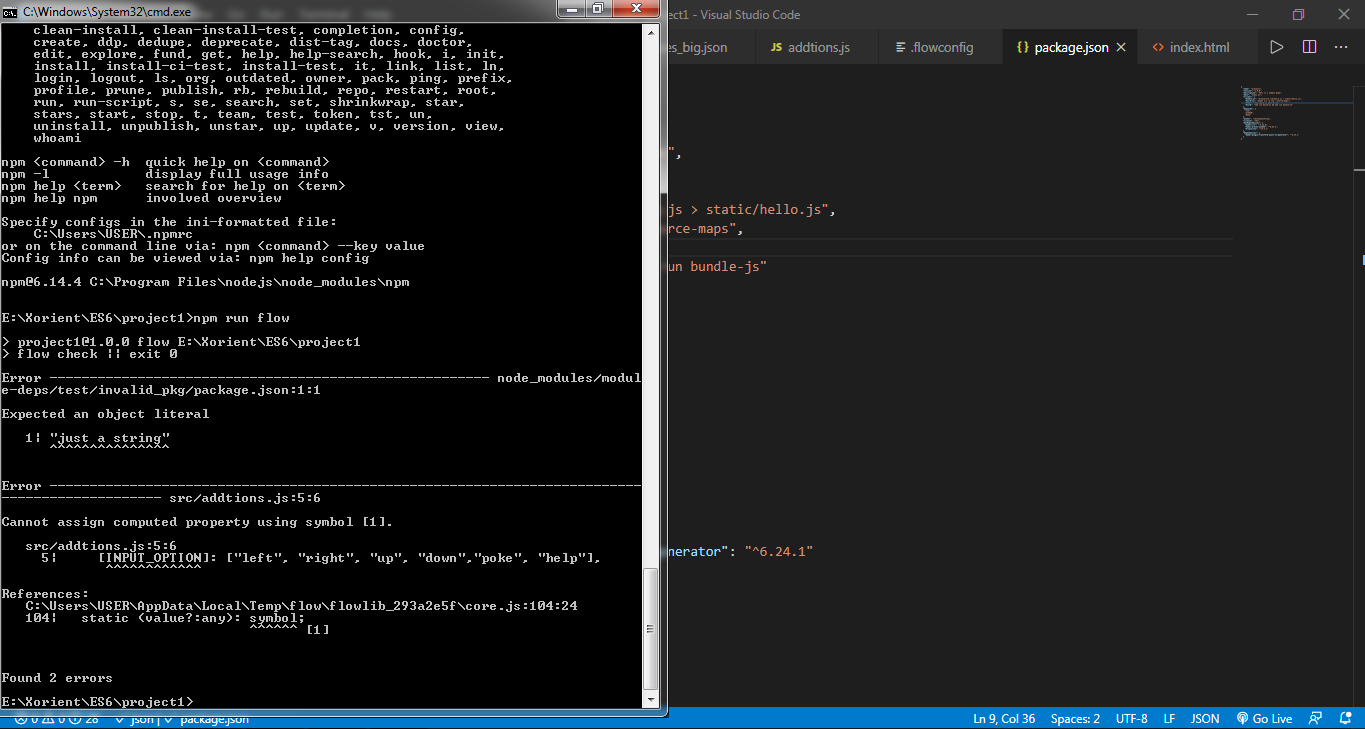 C:\Windows\System32\cmd.exe
clean-install, clean-install-test, completion, config,
create, ddp, dedupe, deprecate, dist-tag, docs, doctor,
edit, explore, fund, get, help, help-search, hook, i, init,
install, install-ci-test, install-test, it, link, list, ln,
login, logout, ls, org, outdated, owner, pack, ping, prefix,
profile, prune, publish, rb, rebuild, repo, restart, root,
run, run-script, s, se, search, set, shrinkwrap, star,
stars, start, stop, t, team, test, token, tst, un,
uninstall, unpublish, unstar, up, update, v, version, view,
whoami
npm <command> -h  quick help on <command>
npm -l            display full usage info
npm help <term>   search for help on <term>
npm help npm      involved overview
Specify configs in the ini-formatted file:
C:\Users\USER\.npmrc
or on the command line via: npm <command> --key value
Config info can be viewed via: npm help config
npm@6.14.4 C:\Program Files\nodejs\node_modules\npm
E:\Xorient\ES6\project1>npm run flow
> project1@1.0.0 flow E:\Xorient\ES6\project1
> flow check || exit 0
Error ------------------------------------------------------- node_modules/modul
e-deps/test/invalid_pkg/package.json:1:1
Expected an object literal
1| "just a string"
^^^^^^^^^^^^^^^
Error --------------------------------------------------------------------------
-------------------- src/addtions.js:5:6
Cannot assign computed property using symbol [1].
src/addtions.js:5:6
5|     [INPUT_OPTION]: ["left", "right", "up", "down","poke", "help"],
^^^^^^^^^^^^
References:
C:\Users\USER\AppData\Local\Temp\flow\flowlib_293a2e5f\core.js:104:24
104|   static (value?:any): symbol;
^^^^^^ [1]
Found 2 errors
E:\Xorient\ES6\project1>
ect1 - Visual Studio Code
es_big.json
JS addtions.js
.flowconfig
{} package.json
<> index.html
",
js > static/hello.js",
rce-maps",
un bundle-js"
nerator": "^6.24.1"
0 0 28 json | package.json
Ln 9, Col 36
Spaces: 2
UTF-8
LF
JSON
Go Live